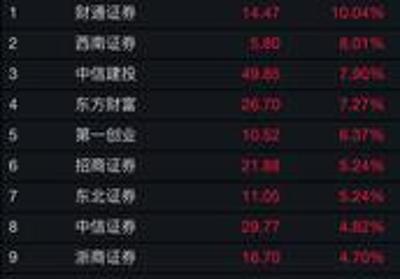 1 财通证券 14.47 10.04%
2 西南证券 5.80 8.01%
3 中信建投 49.85 7.90%
4 东方财富 26.70 7.27%
5 第一创业 10.52 6.37%
6 招商证券 21.88 5.24%
7 东北证券 11.05 5.24%
8 中信证券 29.77 4.82%
9 浙商证券 16.70 4.70%